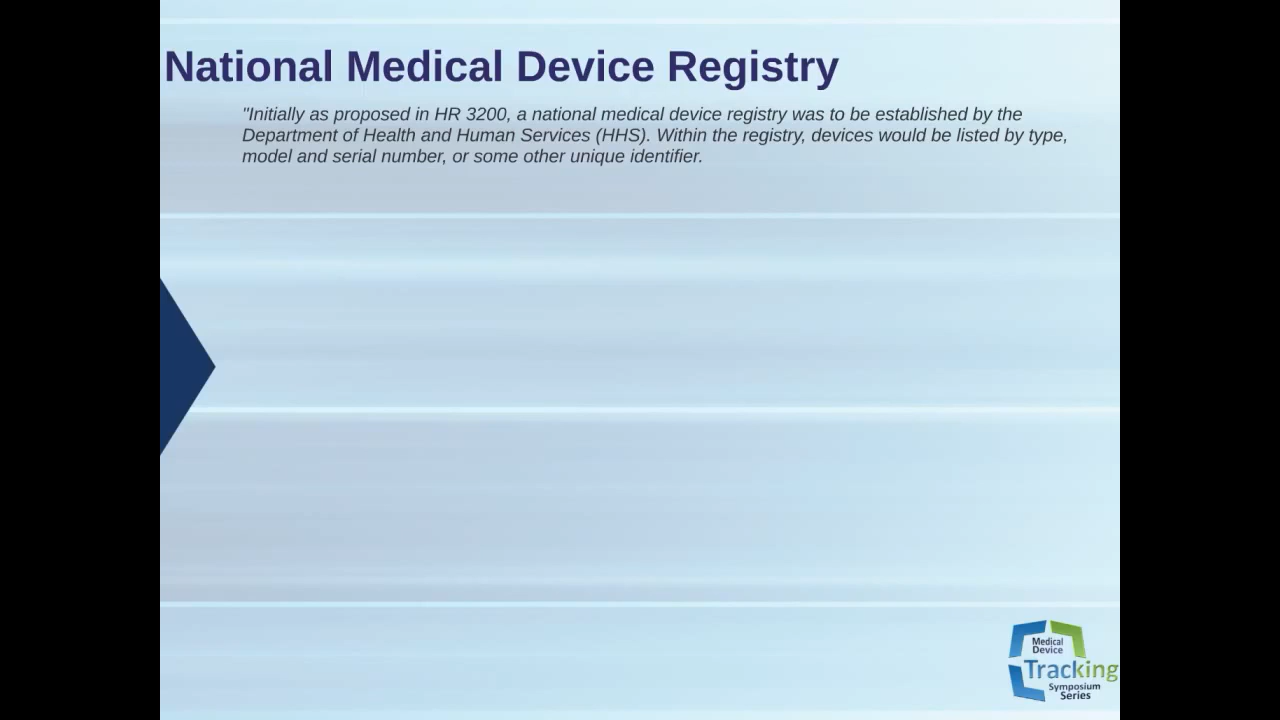 National Medical Device Registry
"Initially as proposed in HR 3200, a national medical device registry was to be established by the
Department of Health and Human Services (HHS). Within the registry, devices would be listed by type,
model and serial number, or some other unique identifier.
Medical
Device
Tracking
Symposium
Series